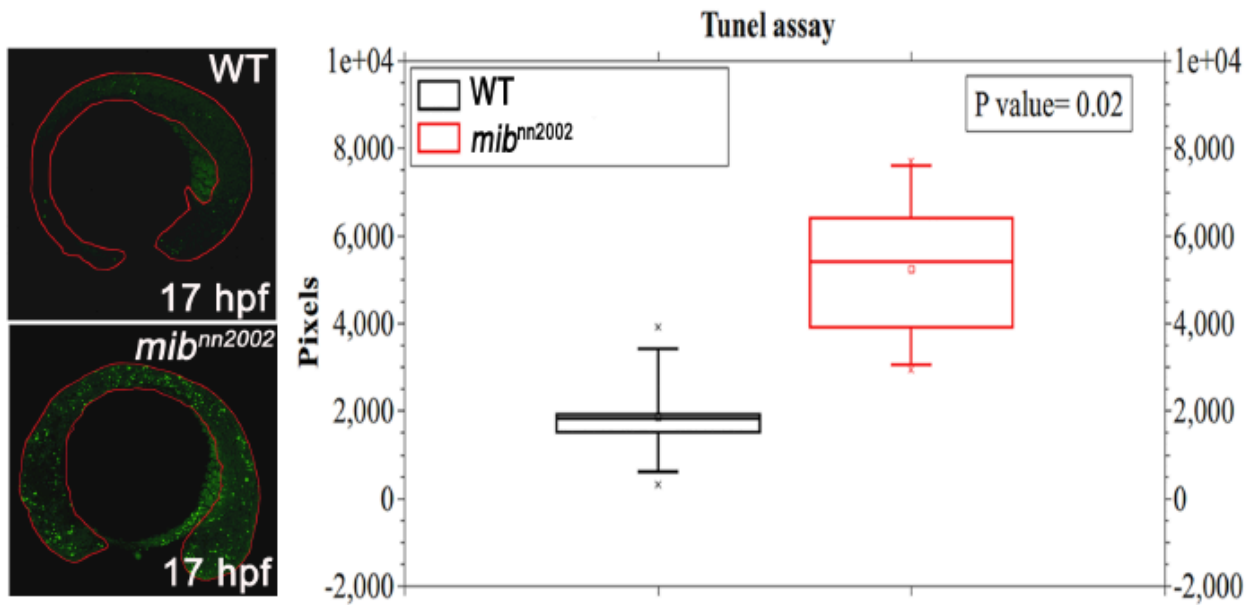 WT
17 hpf
mibnn2002
17 hpf
Tunel assay
1e+04
8,000
6,000
4,000
2,000
0
-2,000
Pixels
WT
mibnn2002
P value= 0.02
1e+04
8,000
6,000
4,000
2,000
0
-2,000